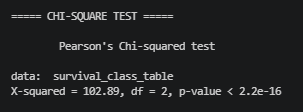 ===== CHI-SQUARE TEST =====
Pearson's Chi-squared test
data:  survival_class_table
X-squared = 102.89, df = 2, p-value < 2.2e-16